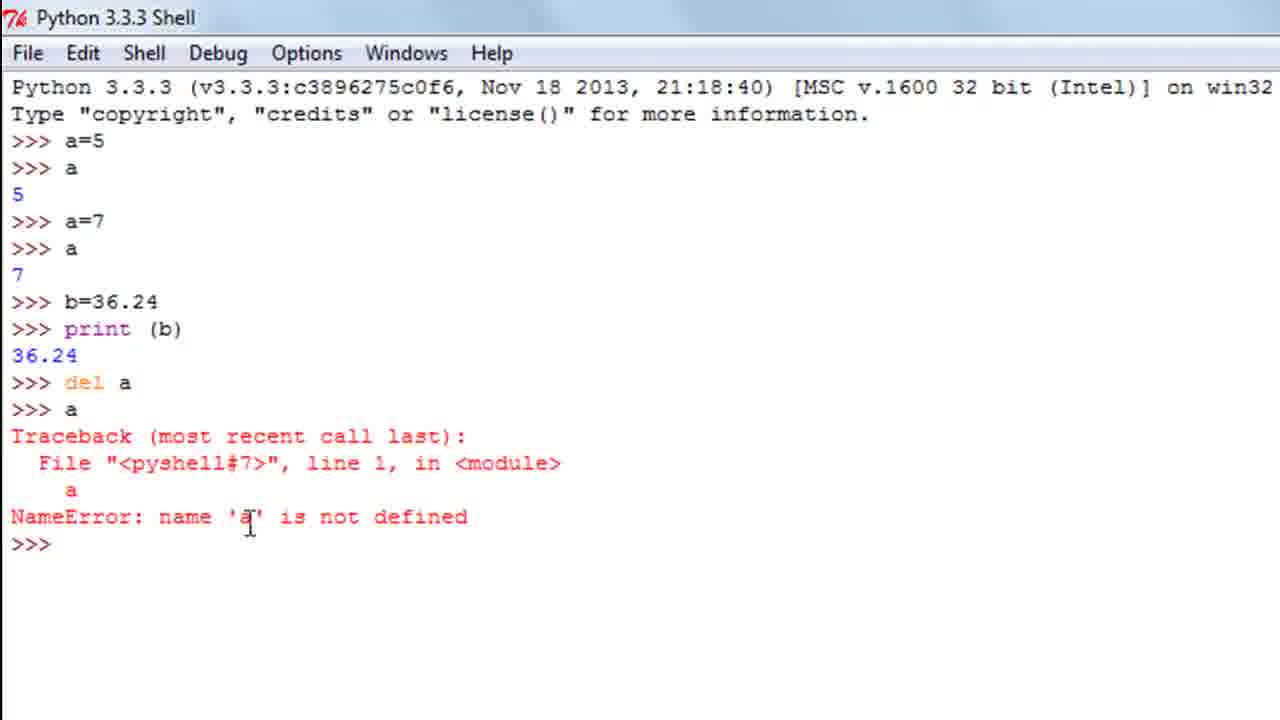 Python 3.3.3 Shell
File Edit Shell Debug Options Windows Help
Python 3.3.3 (v3.3.3:c3896275c0f6, Nov 18 2013, 21:18:40) [MSC v.1600 32 bit (Intel)] on win32
Type "copyright", "credits" or "license()" for more information.
>>> a=5
>>> a
5
>>> a=7
>>> a
7
>>> b=36.24
>>> print (b)
36.24
>>> del a
>>> a
Traceback (most recent call last):
  File "<pyshell#7>", line 1, in <module>
    a
NameError: name 'a' is not defined
>>>